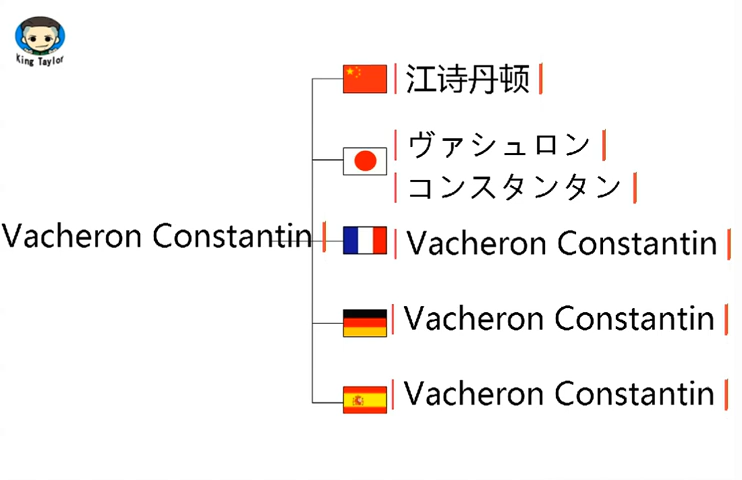 King Taylor
江诗丹顿
ヴァシュロン
コンスタンタン
Vacheron Constantin
Vacheron Constantin
Vacheron Constantin
Vacheron Constantin